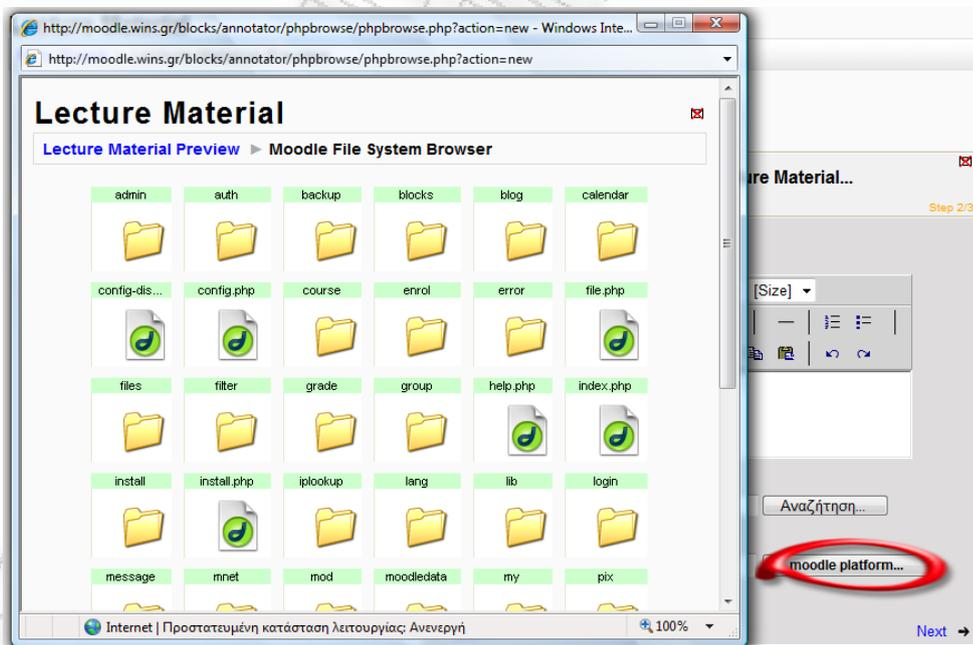 http://moodle.wins.gr/blocks/annotator/phpbrowse/phpbrowse.php?action=new - Windows Inte...
http://moodle.wins.gr/blocks/annotator/phpbrowse/phpbrowse.php?action=new
Lecture Material
Lecture Material Preview ► Moodle File System Browser
admin auth backup blocks blog calendar
config-dis... config.php course enrol error file.php
files filter grade group help.php index.php
install install.php iplookup lang lib login
message mnet mod moodledata my pix
Internet | Προστατευμένη κατάσταση λειτουργίας: Ανενεργή 100%
ure Material...
Step 2/3
[Size]
Αναζήτηση...
moodle platform...
Next →